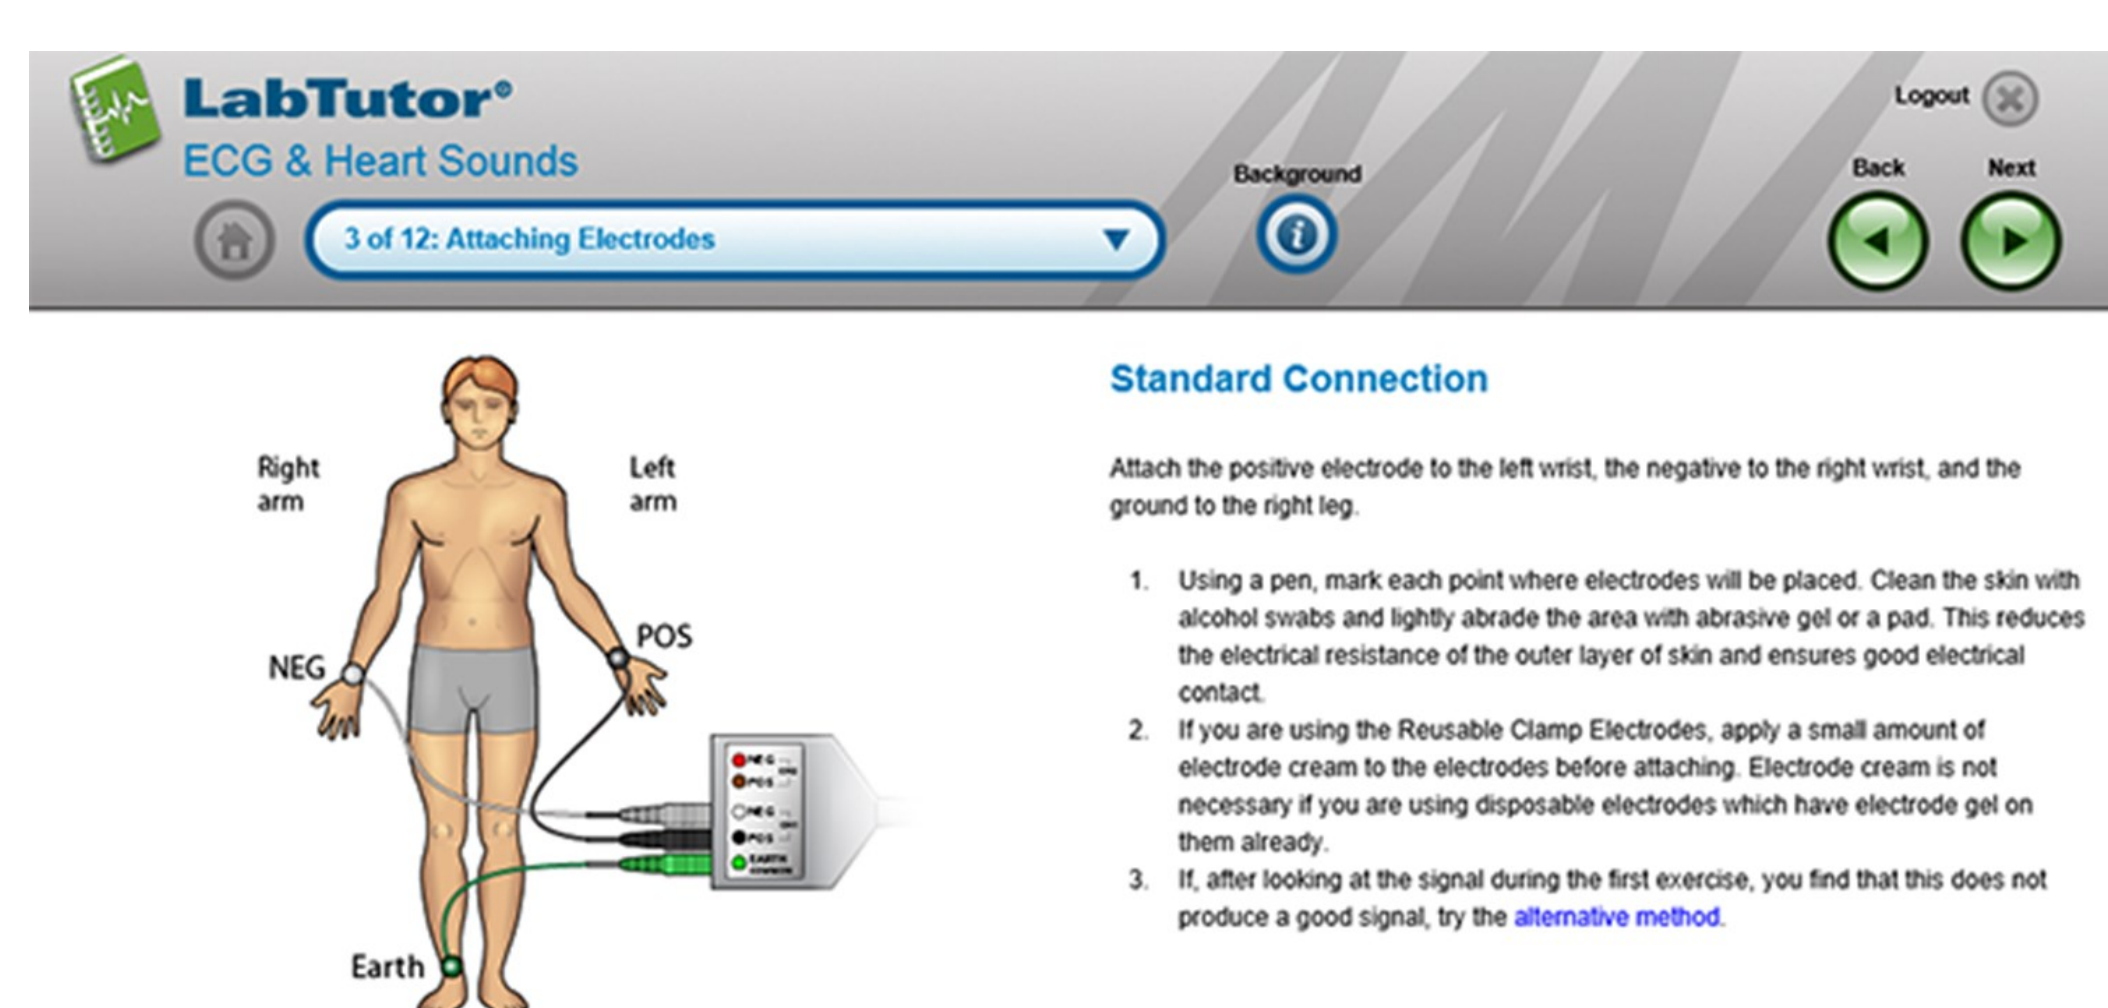 LabTutor®
ECG & Heart Sounds
Logout
Background
Back
Next
3 of 12: Attaching Electrodes
Right
arm
Left
arm
NEG
POS
NEG
POS
NEG
POS
EARTH
Earth
Standard Connection
Attach the positive electrode to the left wrist, the negative to the right wrist, and the
ground to the right leg.
1. Using a pen, mark each point where electrodes will be placed. Clean the skin with
alcohol swabs and lightly abrade the area with abrasive gel or a pad. This reduces
the electrical resistance of the outer layer of skin and ensures good electrical
contact.
2. If you are using the Reusable Clamp Electrodes, apply a small amount of
electrode cream to the electrodes before attaching. Electrode cream is not
necessary if you are using disposable electrodes which have electrode gel on
them already.
3. If, after looking at the signal during the first exercise, you find that this does not
produce a good signal, try the alternative method.